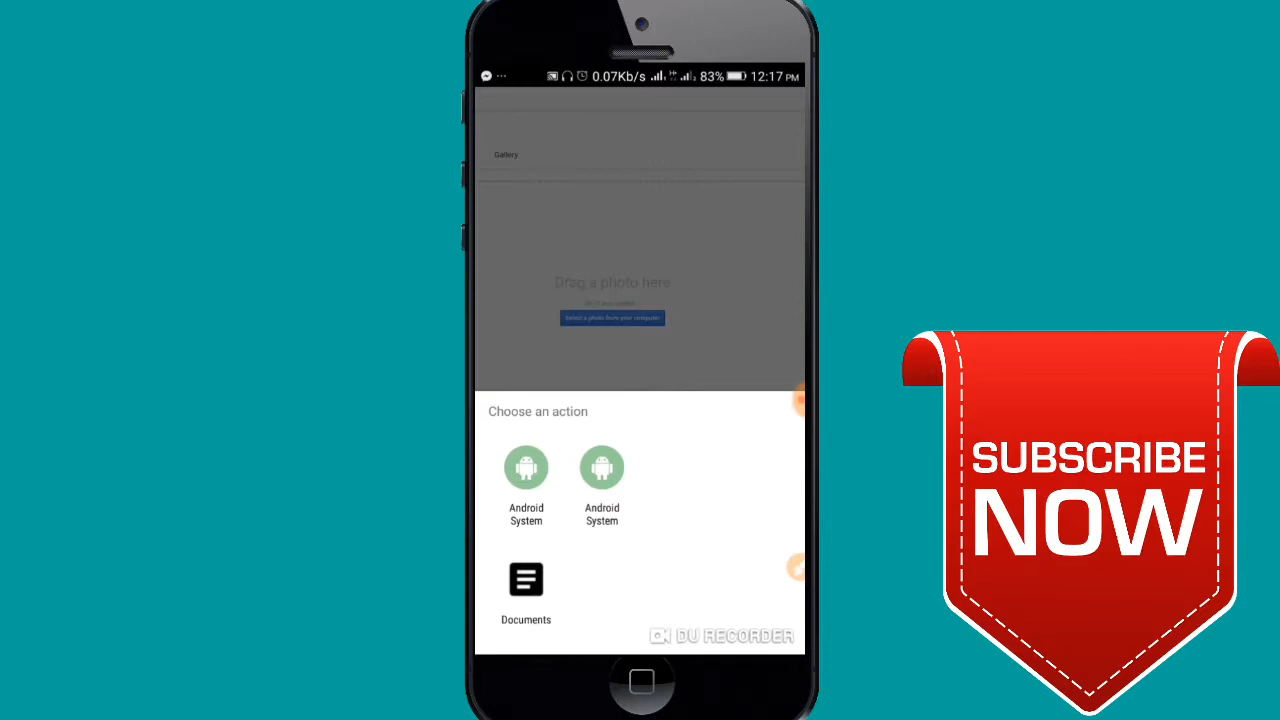 0.07Kb/s 83% 12:17 PM
Gallery
Drag a photo here
Select a photo from your computer
Choose an action
Android
System
Android
System
Documents
DU RECORDER
SUBSCRIBE
NOW